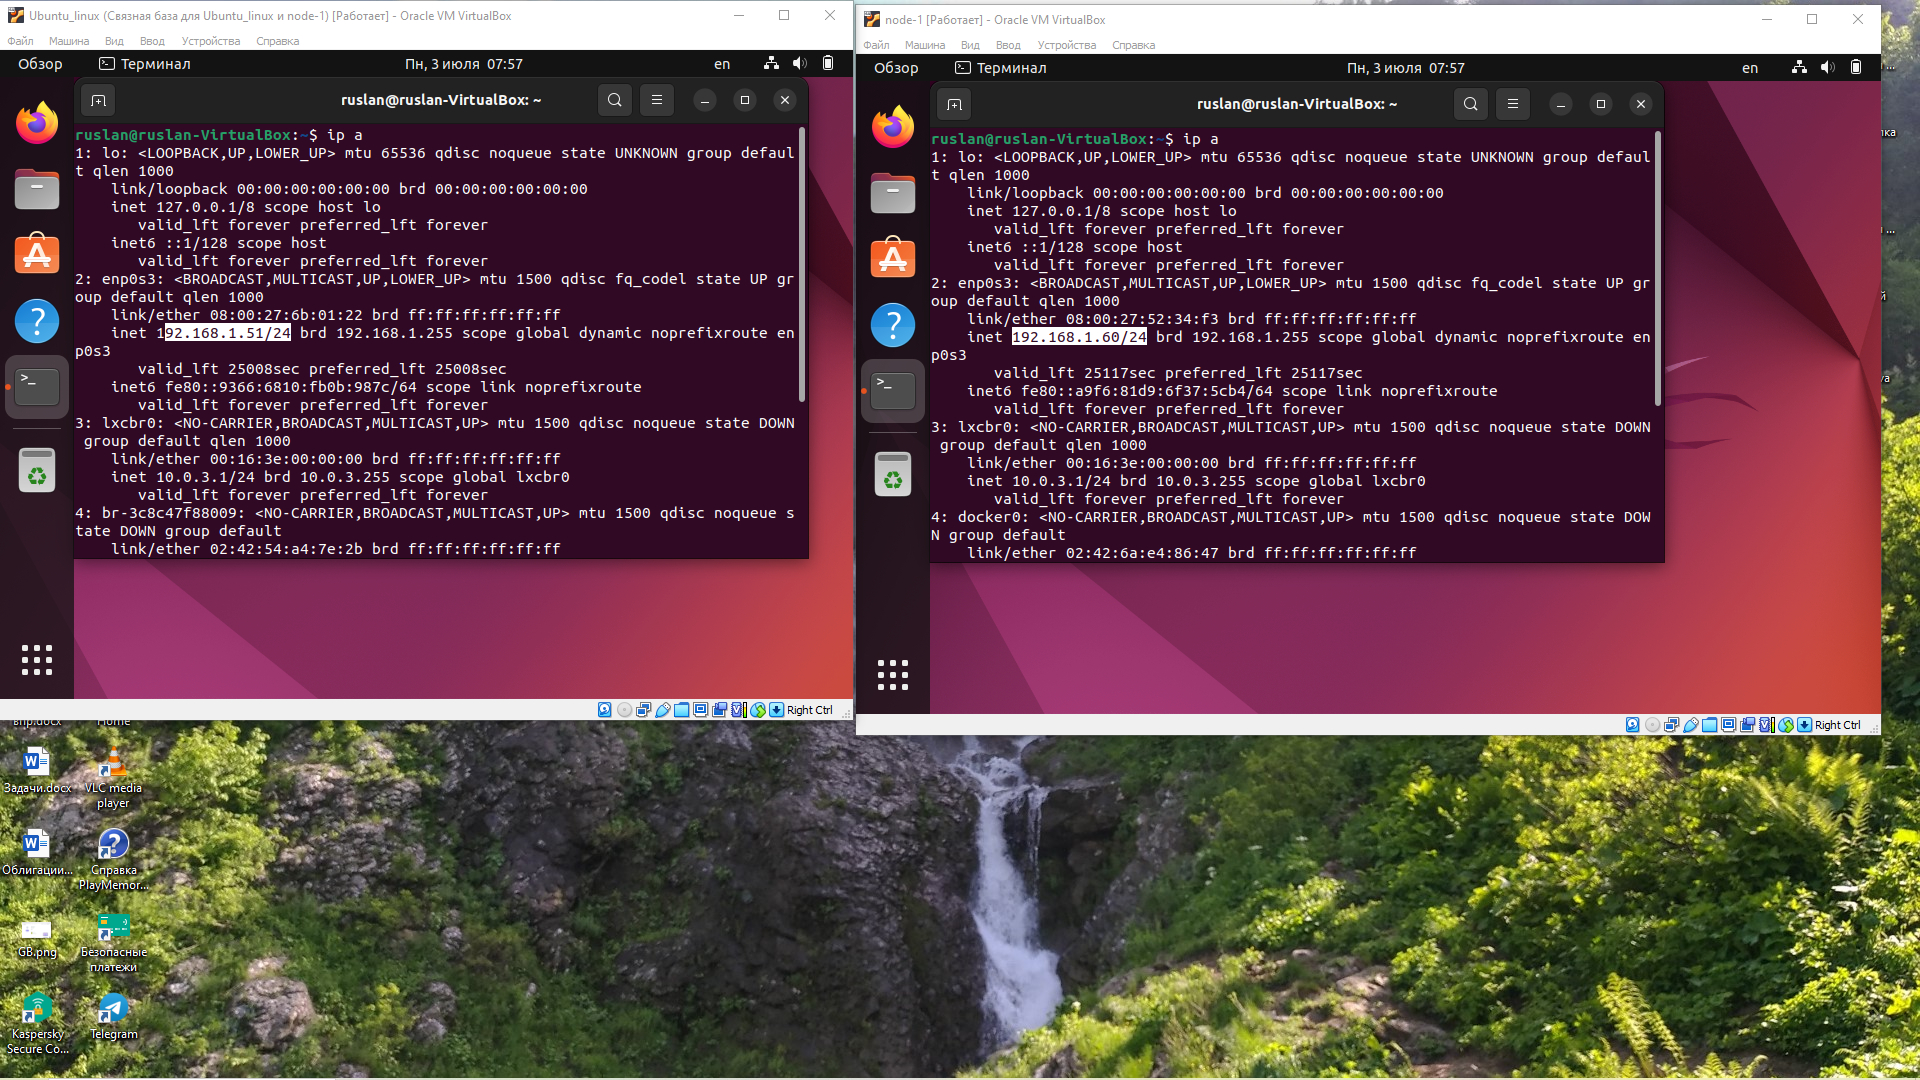 Ubuntu_linux (Связная база для Ubuntu_linux и node-1) [Работает] - Oracle VM VirtualBox
Файл Машина Вид Ввод Устройства Справка
Обзор Терминал Пн, 3 июля 07:57 en
ruslan@ruslan-VirtualBox: ~
ruslan@ruslan-VirtualBox:~$ ip a
1: lo: <LOOPBACK,UP,LOWER_UP> mtu 65536 qdisc noqueue state UNKNOWN group defaul
t qlen 1000
link/loopback 00:00:00:00:00:00 brd 00:00:00:00:00:00
inet 127.0.0.1/8 scope host lo
valid_lft forever preferred_lft forever
inet6 ::1/128 scope host
valid_lft forever preferred_lft forever
2: enp0s3: <BROADCAST,MULTICAST,UP,LOWER_UP> mtu 1500 qdisc fq_codel state UP gr
oup default qlen 1000
link/ether 08:00:27:6b:01:22 brd ff:ff:ff:ff:ff:ff
inet 192.168.1.51/24 brd 192.168.1.255 scope global dynamic noprefixroute en
p0s3
valid_lft 25008sec preferred_lft 25008sec
inet6 fe80::9366:6810:fb0b:987c/64 scope link noprefixroute
valid_lft forever preferred_lft forever
3: lxcbr0: <NO-CARRIER,BROADCAST,MULTICAST,UP> mtu 1500 qdisc noqueue state DOWN
group default qlen 1000
link/ether 00:16:3e:00:00:00 brd ff:ff:ff:ff:ff:ff
inet 10.0.3.1/24 brd 10.0.3.255 scope global lxcbr0
valid_lft forever preferred_lft forever
4: br-3c8c47f88009: <NO-CARRIER,BROADCAST,MULTICAST,UP> mtu 1500 qdisc noqueue s
tate DOWN group default
link/ether 02:42:54:a4:7e:2b brd ff:ff:ff:ff:ff:ff
Right Ctrl
node-1 [Работает] - Oracle VM VirtualBox
Файл Машина Вид Ввод Устройства Справка
Обзор Терминал Пн, 3 июля 07:57 en
ruslan@ruslan-VirtualBox: ~
ruslan@ruslan-VirtualBox:~$ ip a
1: lo: <LOOPBACK,UP,LOWER_UP> mtu 65536 qdisc noqueue state UNKNOWN group defaul
t qlen 1000
link/loopback 00:00:00:00:00:00 brd 00:00:00:00:00:00
inet 127.0.0.1/8 scope host lo
valid_lft forever preferred_lft forever
inet6 ::1/128 scope host
valid_lft forever preferred_lft forever
2: enp0s3: <BROADCAST,MULTICAST,UP,LOWER_UP> mtu 1500 qdisc fq_codel state UP gr
oup default qlen 1000
link/ether 08:00:27:52:34:f3 brd ff:ff:ff:ff:ff:ff
inet 192.168.1.60/24 brd 192.168.1.255 scope global dynamic noprefixroute en
p0s3
valid_lft 25117sec preferred_lft 25117sec
inet6 fe80::a9f6:81d9:6f37:5cb4/64 scope link noprefixroute
valid_lft forever preferred_lft forever
3: lxcbr0: <NO-CARRIER,BROADCAST,MULTICAST,UP> mtu 1500 qdisc noqueue state DOWN
group default qlen 1000
link/ether 00:16:3e:00:00:00 brd ff:ff:ff:ff:ff:ff
inet 10.0.3.1/24 brd 10.0.3.255 scope global lxcbr0
valid_lft forever preferred_lft forever
4: docker0: <NO-CARRIER,BROADCAST,MULTICAST,UP> mtu 1500 qdisc noqueue state DOW
N group default
link/ether 02:42:6a:e4:86:47 brd ff:ff:ff:ff:ff:ff
Right Ctrl
Задачи.docx
VLC media
player
Облигации...
Справка
PlayMemor...
GB.png
Безопасные
платежи
Kaspersky
Secure Co...
Telegram